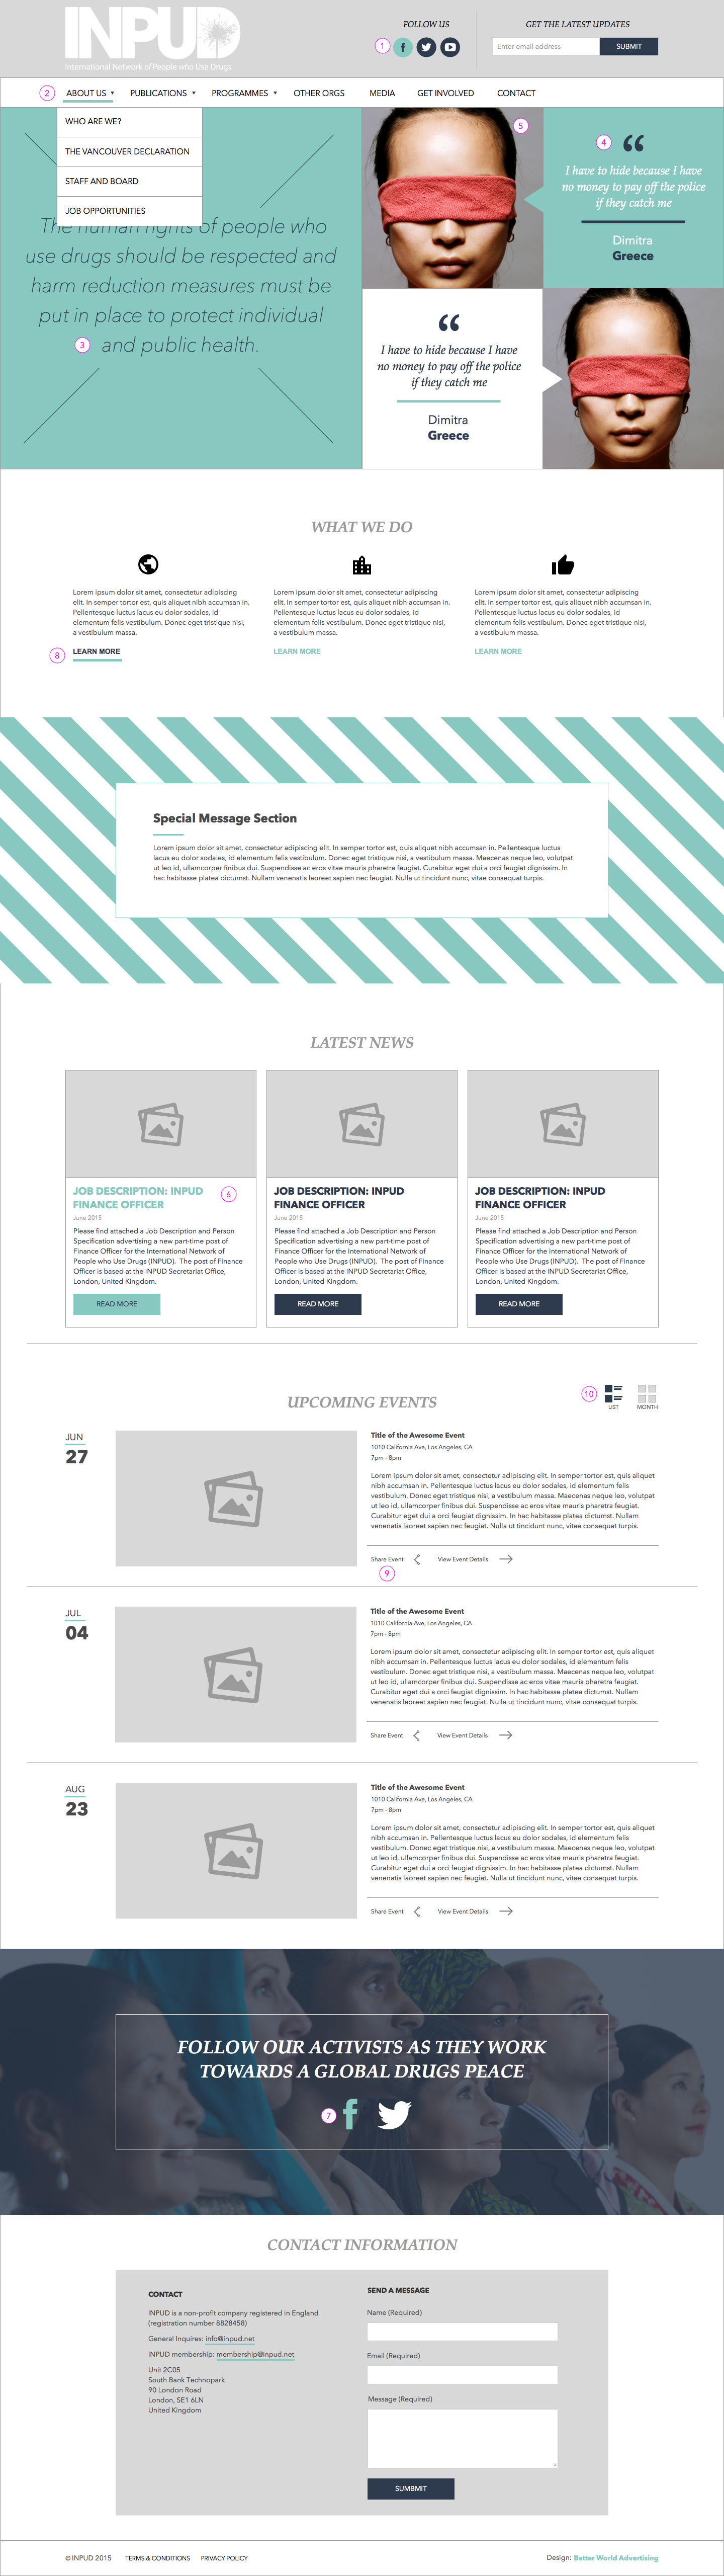 INPUD
International Network of People who Use Drugs
FOLLOW US
1
GET THE LATEST UPDATES
Enter email address
SUBMIT
2
ABOUT US
PUBLICATIONS
PROGRAMMES
OTHER ORGS
MEDIA
GET INVOLVED
CONTACT
WHO ARE WE?
THE VANCOUVER DECLARATION
STAFF AND BOARD
JOB OPPORTUNITIES
The human rights of people who
use drugs should be respected and
harm reduction measures must be
put in place to protect individual
3
and public health.
5
4
“
I have to hide because I have
no money to pay off the police
if they catch me
Dimitra
Greece
“
I have to hide because I have
no money to pay off the police
if they catch me
Dimitra
Greece
WHAT WE DO
Lorem ipsum dolor sit amet, consectetur adipiscing
elit. In semper tortor est, quis aliquet nibh accumsan in.
Pellentesque luctus lacus eu dolor sodales, id
elementum felis vestibulum. Donec eget tristique nisi,
a vestibulum massa.
8
LEARN MORE
Lorem ipsum dolor sit amet, consectetur adipiscing
elit. In semper tortor est, quis aliquet nibh accumsan in.
Pellentesque luctus lacus eu dolor sodales, id
elementum felis vestibulum. Donec eget tristique nisi,
a vestibulum massa.
LEARN MORE
Lorem ipsum dolor sit amet, consectetur adipiscing
elit. In semper tortor est, quis aliquet nibh accumsan in.
Pellentesque luctus lacus eu dolor sodales, id
elementum felis vestibulum. Donec eget tristique nisi,
a vestibulum massa.
LEARN MORE
Special Message Section
Lorem ipsum dolor sit amet, consectetur adipiscing elit. In semper tortor est, quis aliquet nibh accumsan in. Pellentesque luctus
lacus eu dolor sodales, id elementum felis vestibulum. Donec eget tristique nisi, a vestibulum massa. Maecenas neque leo, volutpat
ut leo id, ullamcorper finibus dui. Suspendisse ac eros vitae mauris pharetra feugiat. Curabitur eget dui a orci feugiat dignissim. In
hac habitasse platea dictumst. Nullam venenatis laoreet sapien nec feugiat. Nulla ut tincidunt nunc, vitae consequat turpis.
LATEST NEWS
JOB DESCRIPTION: INPUD
FINANCE OFFICER
6
June 2015
Please find attached a Job Description and Person
Specification advertising a new part-time post of
Finance Officer for the International Network of
People who Use Drugs (INPUD). The post of Finance
Officer is based at the INPUD Secretariat Office,
London, United Kingdom.
READ MORE
JOB DESCRIPTION: INPUD
FINANCE OFFICER
June 2015
Please find attached a Job Description and Person
Specification advertising a new part-time post of
Finance Officer for the International Network of
People who Use Drugs (INPUD). The post of Finance
Officer is based at the INPUD Secretariat Office,
London, United Kingdom.
READ MORE
JOB DESCRIPTION: INPUD
FINANCE OFFICER
June 2015
Please find attached a Job Description and Person
Specification advertising a new part-time post of
Finance Officer for the International Network of
People who Use Drugs (INPUD). The post of Finance
Officer is based at the INPUD Secretariat Office,
London, United Kingdom.
READ MORE
UPCOMING EVENTS
10
LIST
MONTH
JUN
27
Title of the Awesome Event
1010 California Ave, Los Angeles, CA
7pm - 8pm
Lorem ipsum dolor sit amet, consectetur adipiscing elit. In semper tortor est, quis aliquet
nibh accumsan in. Pellentesque luctus lacus eu dolor sodales, id elementum felis
vestibulum. Donec eget tristique nisi, a vestibulum massa. Maecenas neque leo, volutpat
ut leo id, ullamcorper finibus dui. Suspendisse ac eros vitae mauris pharetra feugiat.
Curabitur eget dui a orci feugiat dignissim. In hac habitasse platea dictumst. Nullam
venenatis laoreet sapien nec feugiat. Nulla ut tincidunt nunc, vitae consequat turpis.
Share Event
View Event Details
9
JUL
04
Title of the Awesome Event
1010 California Ave, Los Angeles, CA
7pm - 8pm
Lorem ipsum dolor sit amet, consectetur adipiscing elit. In semper tortor est, quis aliquet
nibh accumsan in. Pellentesque luctus lacus eu dolor sodales, id elementum felis
vestibulum. Donec eget tristique nisi, a vestibulum massa. Maecenas neque leo, volutpat
ut leo id, ullamcorper finibus dui. Suspendisse ac eros vitae mauris pharetra feugiat.
Curabitur eget dui a orci feugiat dignissim. In hac habitasse platea dictumst. Nullam
venenatis laoreet sapien nec feugiat. Nulla ut tincidunt nunc, vitae consequat turpis.
Share Event
View Event Details
AUG
23
Title of the Awesome Event
1010 California Ave, Los Angeles, CA
7pm - 8pm
Lorem ipsum dolor sit amet, consectetur adipiscing elit. In semper tortor est, quis aliquet
nibh accumsan in. Pellentesque luctus lacus eu dolor sodales, id elementum felis
vestibulum. Donec eget tristique nisi, a vestibulum massa. Maecenas neque leo, volutpat
ut leo id, ullamcorper finibus dui. Suspendisse ac eros vitae mauris pharetra feugiat.
Curabitur eget dui a orci feugiat dignissim. In hac habitasse platea dictumst. Nullam
venenatis laoreet sapien nec feugiat. Nulla ut tincidunt nunc, vitae consequat turpis.
Share Event
View Event Details
FOLLOW OUR ACTIVISTS AS THEY WORK
TOWARDS A GLOBAL DRUGS PEACE
7
CONTACT INFORMATION
CONTACT
INPUD is a non-profit company registered in England
(registration number 8828458)
General Inquires: info@inpud.net
INPUD membership: membership@inpud.net
Unit 2C05
South Bank Technopark
90 London Road
London, SE1 6LN
United Kingdom
SEND A MESSAGE
Name (Required)
Email (Required)
Message (Required)
SUMBMIT
© INPUD 2015
TERMS & CONDITIONS
PRIVACY POLICY
Design: Better World Advertising